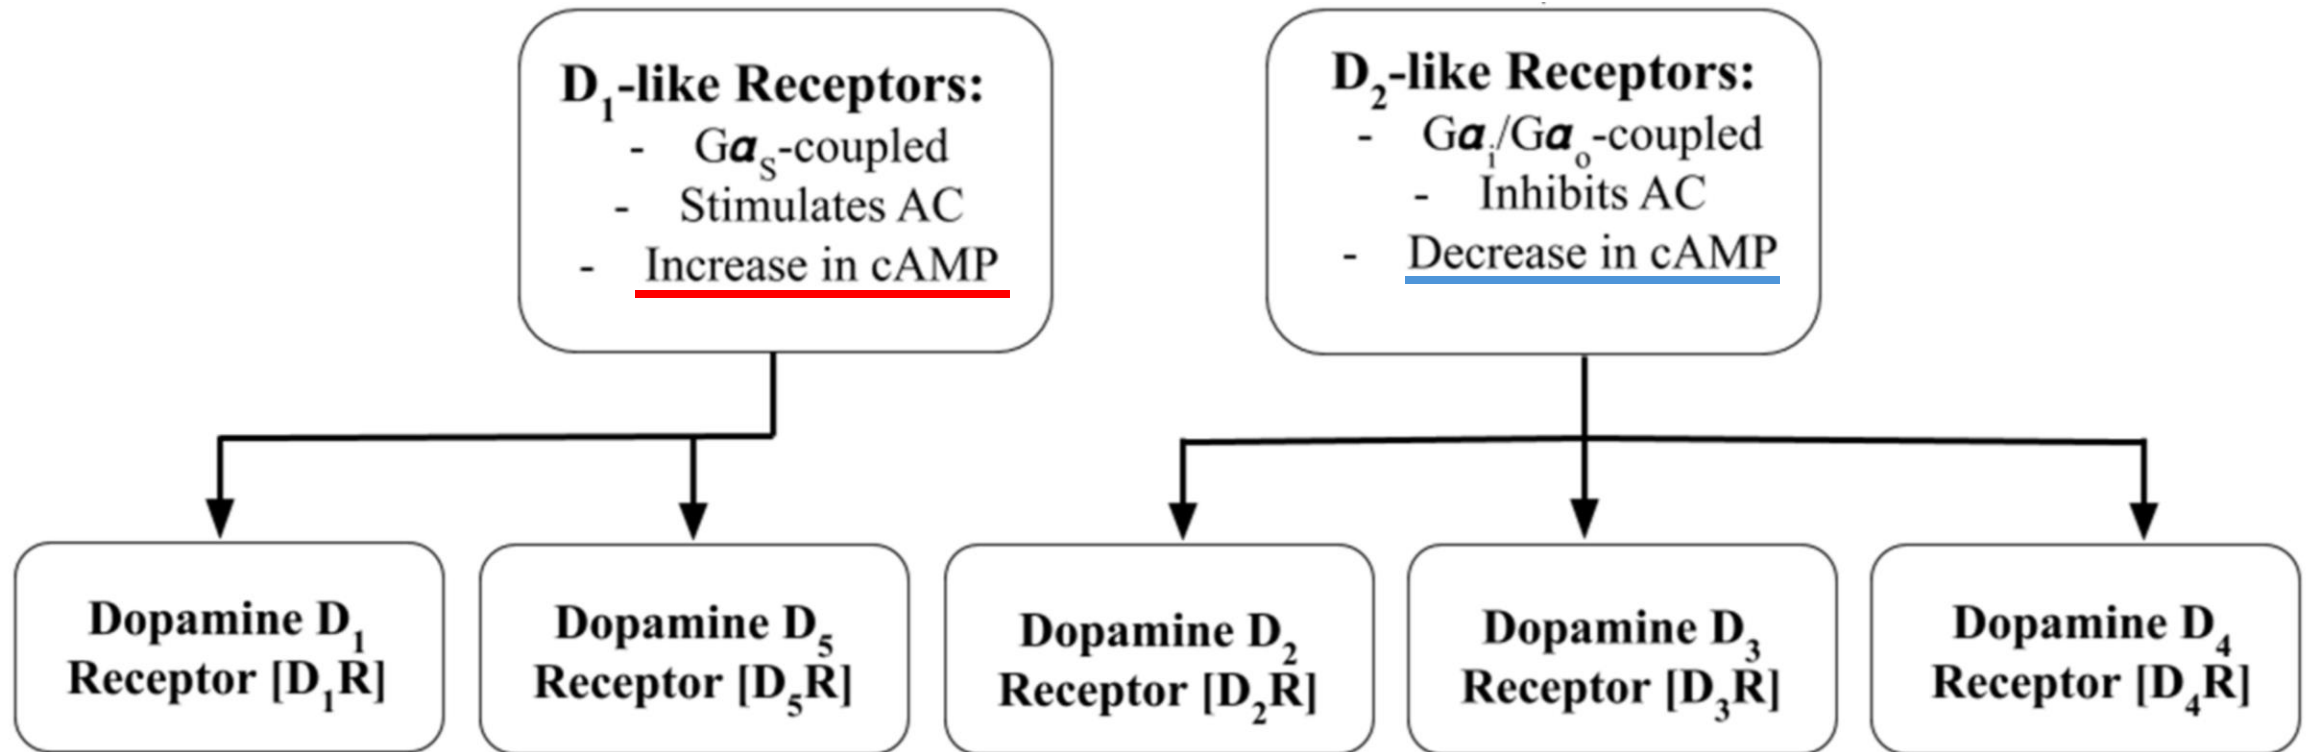 D₁-like Receptors:
- Gα_S-coupled
- Stimulates AC
- Increase in cAMP
D₂-like Receptors:
- Gαᵢ/Gαₒ-coupled
- Inhibits AC
- Decrease in cAMP
Dopamine D₁
Receptor [D₁R]
Dopamine D₅
Receptor [D₅R]
Dopamine D₂
Receptor [D₂R]
Dopamine D₃
Receptor [D₃R]
Dopamine D₄
Receptor [D₄R]